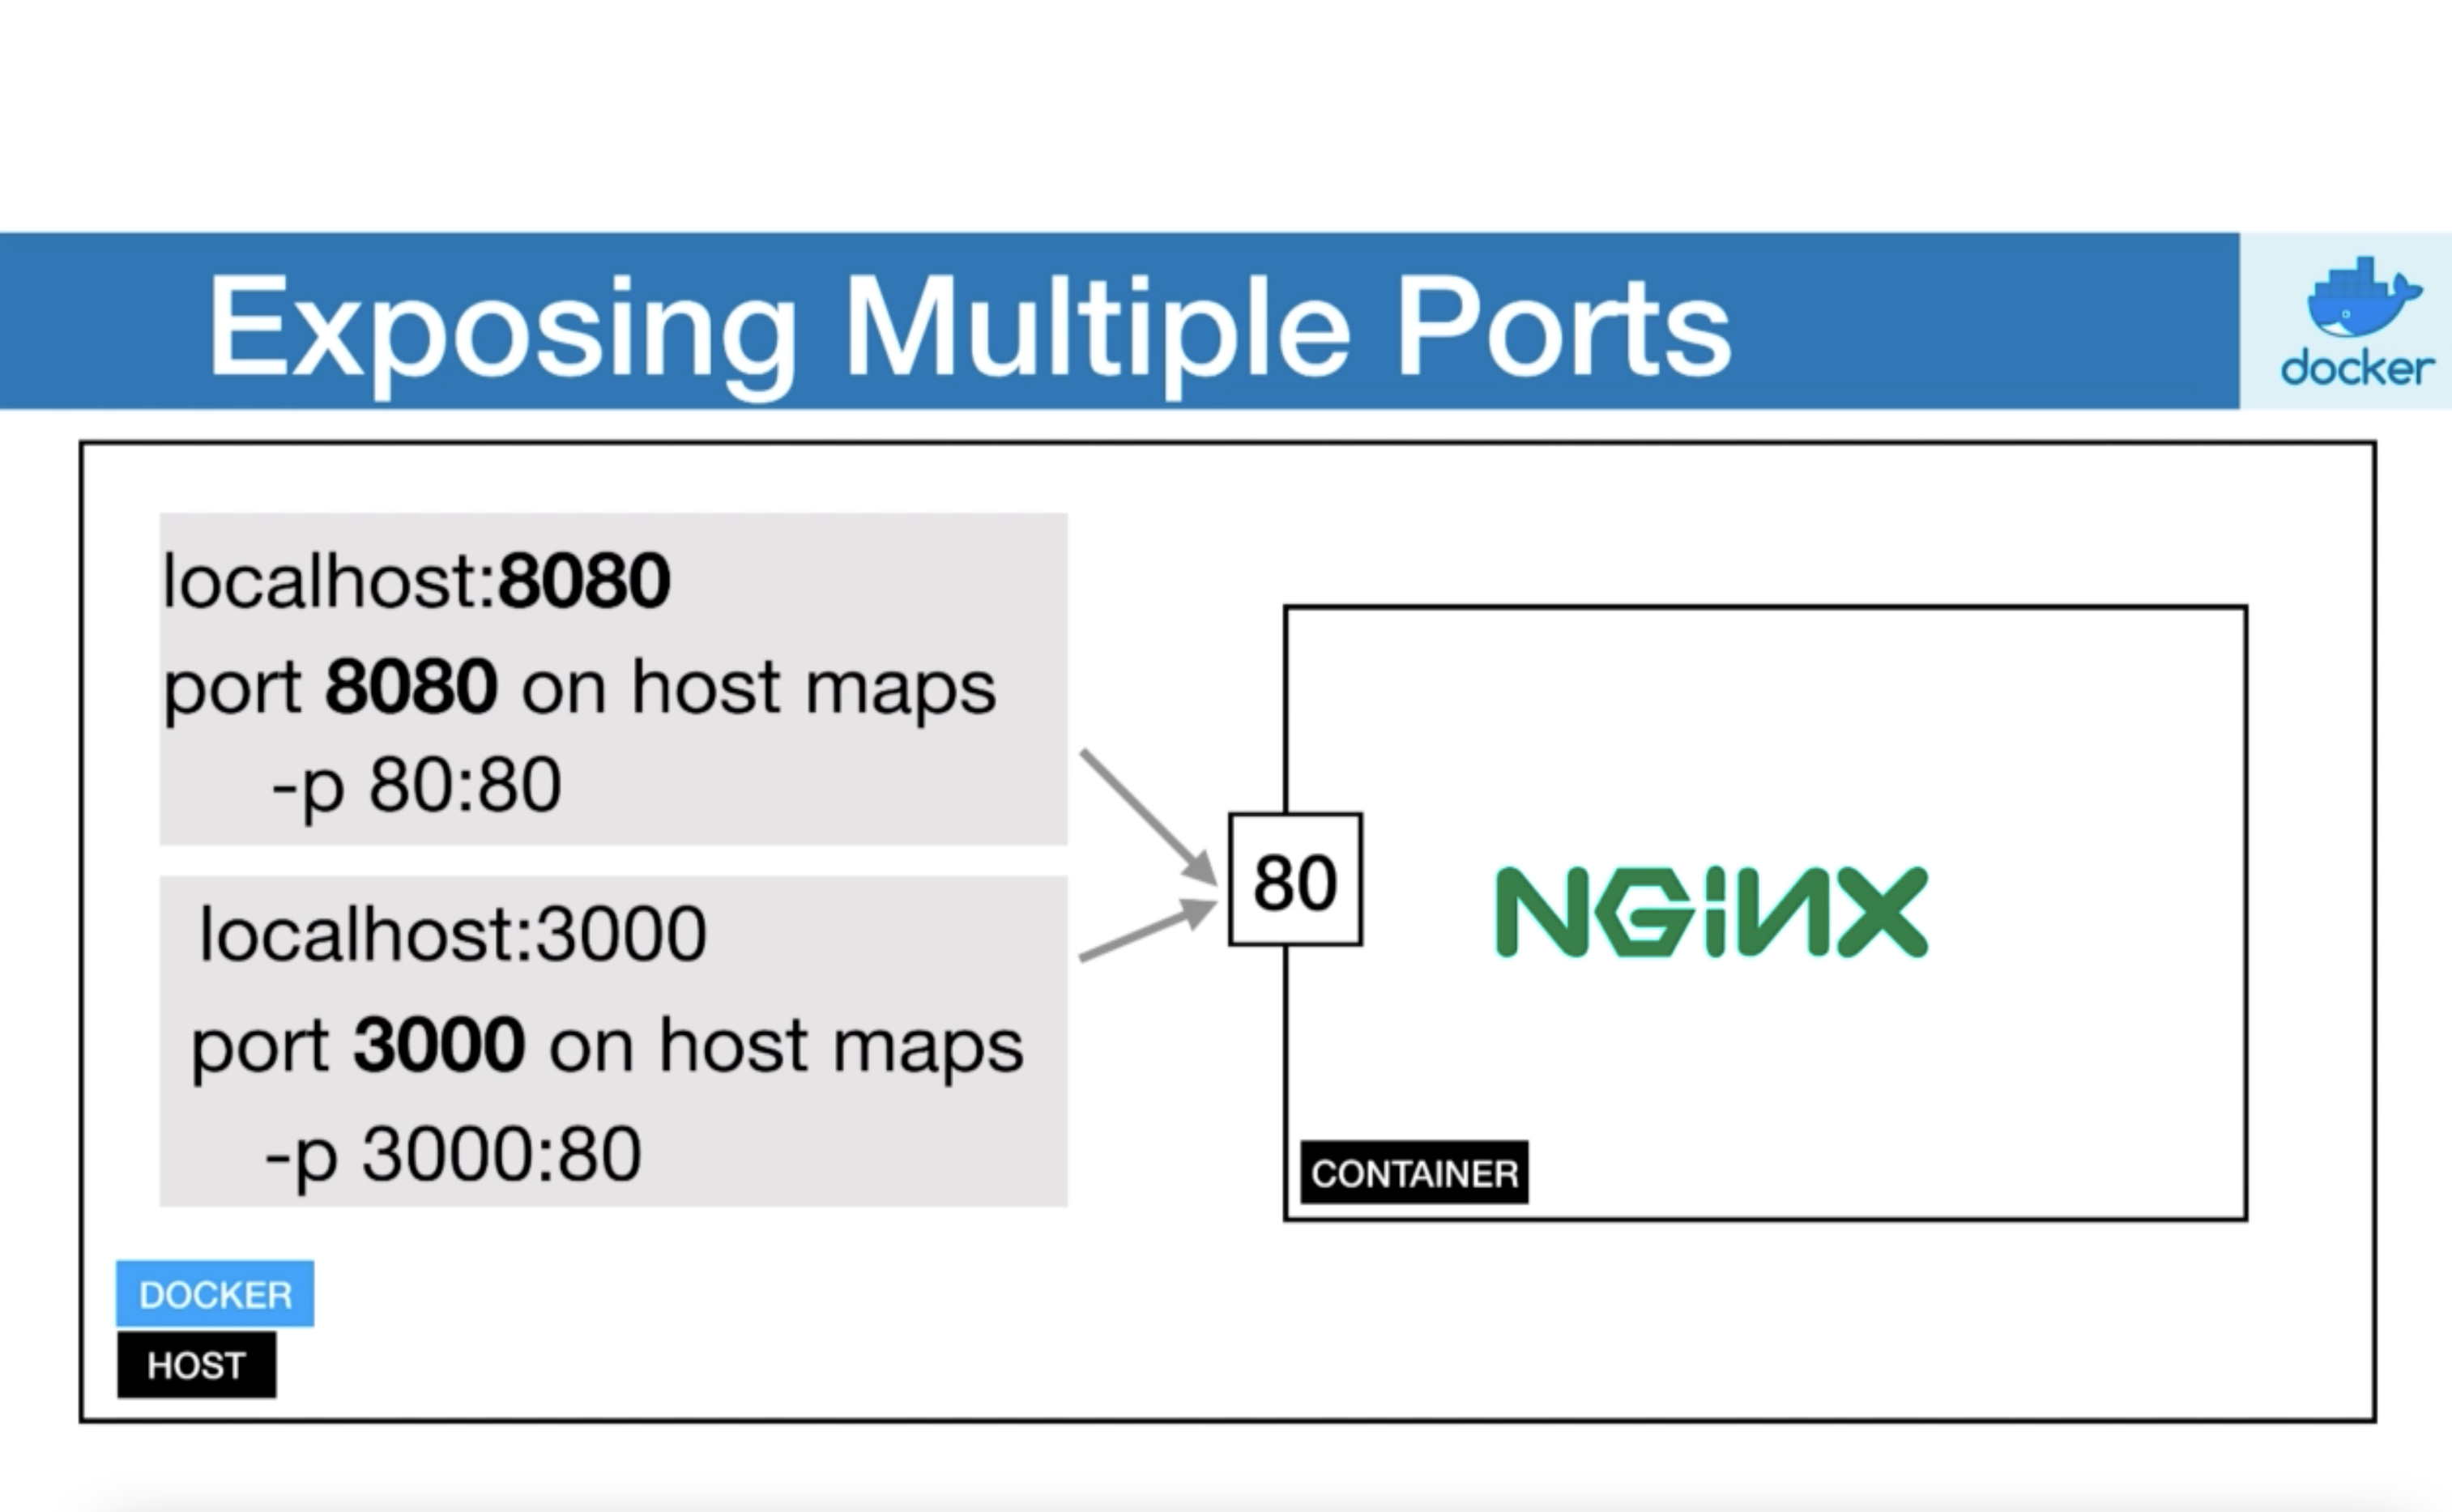 Exposing Multiple Ports
docker
localhost:8080
port 8080 on host maps
-p 80:80
localhost:3000
port 3000 on host maps
-p 3000:80
80
NGiNX
CONTAINER
DOCKER
HOST